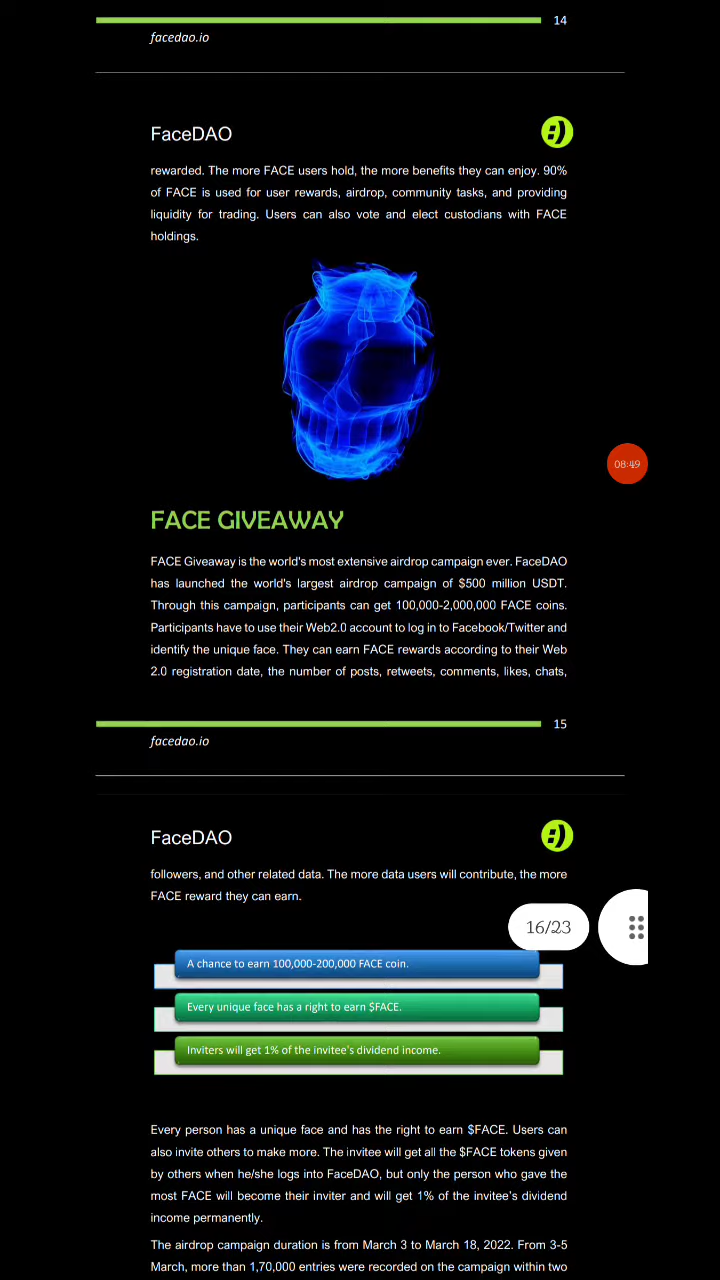 14
facedao.io
FaceDAO
rewarded. The more FACE users hold, the more benefits they can enjoy. 90%
of FACE is used for user rewards, airdrop, community tasks, and providing
liquidity for trading. Users can also vote and elect custodians with FACE
holdings.
08:49
FACE GIVEAWAY
FACE Giveaway is the world's most extensive airdrop campaign ever. FaceDAO
has launched the world's largest airdrop campaign of $500 million USDT.
Through this campaign, participants can get 100,000-2,000,000 FACE coins.
Participants have to use their Web2.0 account to log in to Facebook/Twitter and
identify the unique face. They can earn FACE rewards according to their Web
2.0 registration date, the number of posts, retweets, comments, likes, chats,
15
facedao.io
FaceDAO
followers, and other related data. The more data users will contribute, the more
FACE reward they can earn.
16/23
A chance to earn 100,000-200,000 FACE coin.
Every unique face has a right to earn $FACE.
Inviters will get 1% of the invitee's dividend income.
Every person has a unique face and has the right to earn $FACE. Users can
also invite others to make more. The invitee will get all the $FACE tokens given
by others when he/she logs into FaceDAO, but only the person who gave the
most FACE will become their inviter and will get 1% of the invitee's dividend
income permanently.
The airdrop campaign duration is from March 3 to March 18, 2022. From 3-5
March, more than 1,70,000 entries were recorded on the campaign within two